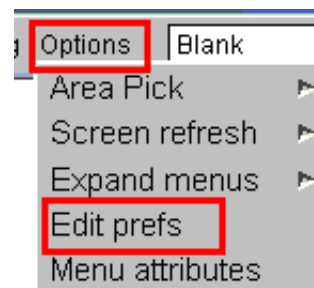 Options Blank
Area Pick
Screen refresh
Expand menus
Edit prefs
Menu attributes